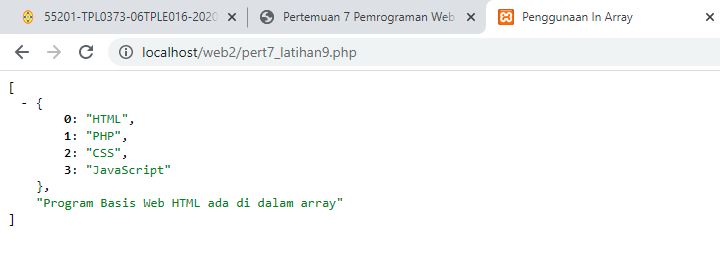 55201-TPL0373-06TPLE016-2020
Pertemuan 7 Pemrograman Web
Penggunaan In Array
localhost/web2/pert7_latihan9.php
[
- {
0: "HTML",
1: "PHP",
2: "CSS",
3: "JavaScript"
},
"Program Basis Web HTML ada di dalam array"
]